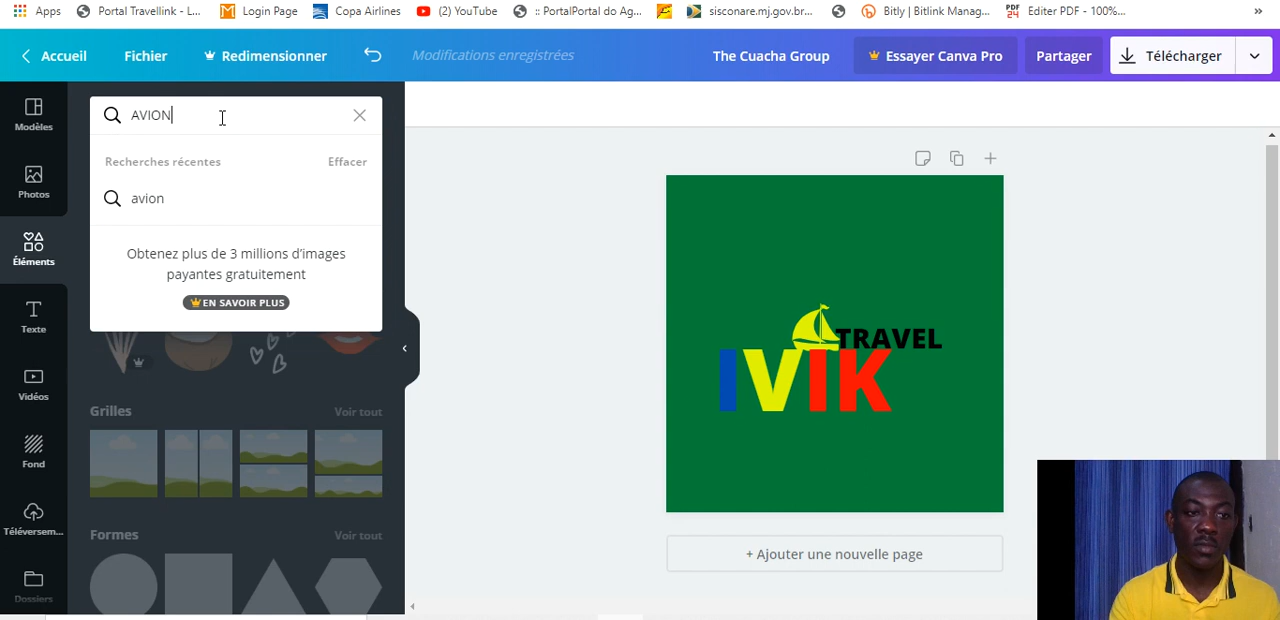 Apps Portal Travellink - L... Login Page Copa Airlines (2) YouTube :: PortalPortal do Ag... sisconare.mj.gov.br... Bitly | Bitlink Manag... PDF 24 Editer PDF - 100%... »
Accueil Fichier Redimensionner Modifications enregistrées The Cuacha Group Essayer Canva Pro Partager Télécharger
Modèles
Photos
Éléments
Texte
Vidéos
Fond
Téléversem...
Dossiers
AVION
Recherches récentes Effacer
avion
Obtenez plus de 3 millions d'images
payantes gratuitement
EN SAVOIR PLUS
Grilles Voir tout
Formes Voir tout
TRAVEL
IVIK
+ Ajouter une nouvelle page